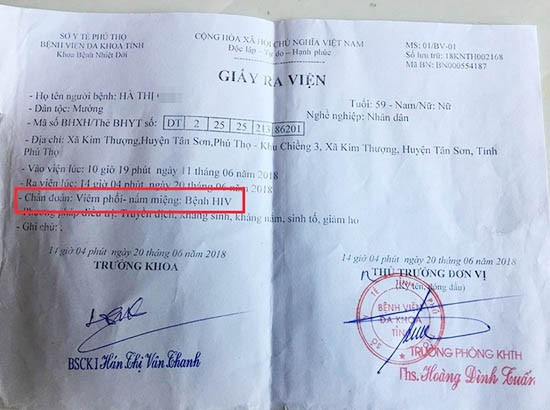 SỞ Y TẾ PHÚ THỌ
BỆNH VIỆN ĐA KHOA TỈNH
Khoa Bệnh Nhiệt Đới
CỘNG HÒA XÃ HỘI CHỦ NGHĨA VIỆT NAM
Độc lập - Tự do - Hạnh phúc
MS: 01/BV-01
Số lưu trữ: 18KNTH002168
Mã BN: BN000554187
GIẤY RA VIỆN
- Họ tên người bệnh: HÀ THỊ
Tuổi: 59 - Nam/Nữ: Nữ
- Dân tộc: Mường
Nghề nghiệp: Nhân dân
- Mã số BHXH/Thẻ BHYT số: DT 2 25 25 213 86201
- Địa chỉ: Xã Kim Thượng,Huyện Tân Sơn,Phú Thọ - Khu Chiềng 3, Xã Kim Thượng, Huyện Tân Sơn, Tỉnh
Phú Thọ
- Vào viện lúc: 10 giờ 19 phút ngày 11 tháng 06 năm 2018
- Ra viện lúc: 14 giờ 04 phút ngày 20 tháng 06 năm 2018
- Chẩn đoán: Viêm phổi- nấm miệng: Bệnh HIV
- Phương pháp điều trị: Truyền dịch, kháng sinh, kháng nấm, sinh tố, giảm ho
- Ghi chú: .
14 giờ 04 phút ngày 20 tháng 06 năm 2018
TRƯỞNG KHOA
14 giờ 04 phút ngày 20 tháng 06 năm 2018
THỦ TRƯỞNG ĐƠN VỊ
(Ký tên, đóng dấu)
BỆNH VIỆN
ĐA KHOA
TỈNH
BSCKI Hán Thị Vân Thanh
TRƯỞNG PHÒNG KHTH
Ths. Hoàng Đình Tuấn